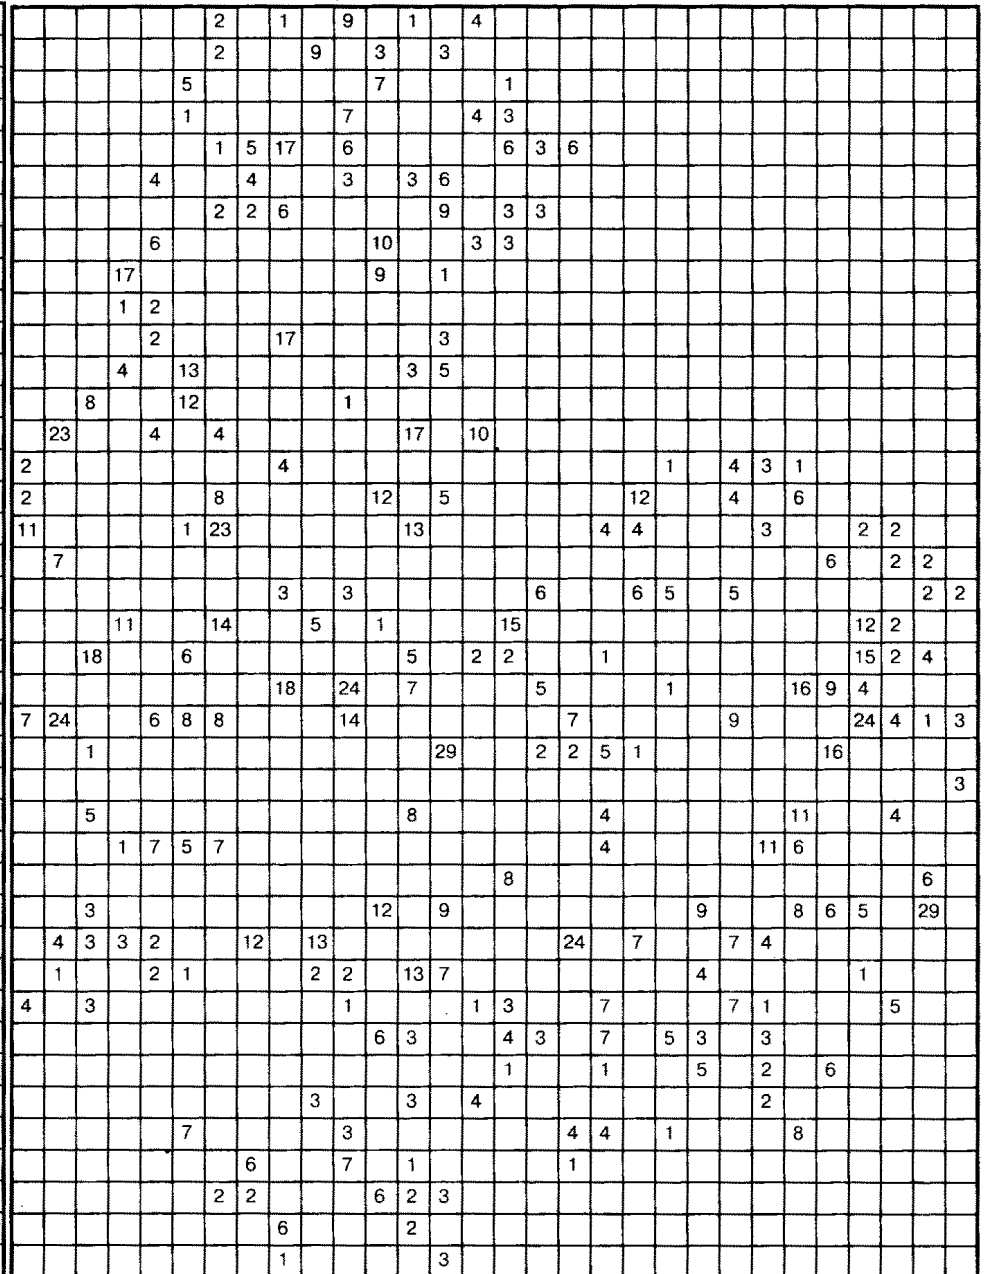 2 1 9 1 4
2 9 3 3
5 7 1
1 7 4 3
1 5 17 6 6 3 6
4 4 3 3 6
2 2 6 9 3 3
6 10 3 3
17 9 1
1 2
2 17 3
4 13 3 5
8 12 1
23 4 4 17 10
2 4 1 4 3 1
2 8 12 5 12 4 6
11 1 23 13 4 4 3 2 2
7 6 2 2
3 3 6 6 5 5 2 2
11 14 5 1 15 12 2
18 6 5 2 2 1 15 2 4
18 24 7 5 1 16 9 4
7 24 6 8 8 14 7 9 24 4 1 3
1 29 2 2 5 1 16
3
5 8 4 11 4
1 7 5 7 4 11 6
8 6
3 12 9 9 8 6 5 29
4 3 3 2 12 13 24 7 7 4
1 2 1 2 2 13 7 4 1
4 3 1 1 3 7 7 1 5
6 3 4 3 7 5 3 3
1 1 5 2 6
3 3 4 2
7 3 4 4 1 8
6 7 1 1
2 2 6 2 3
6 2
1 3